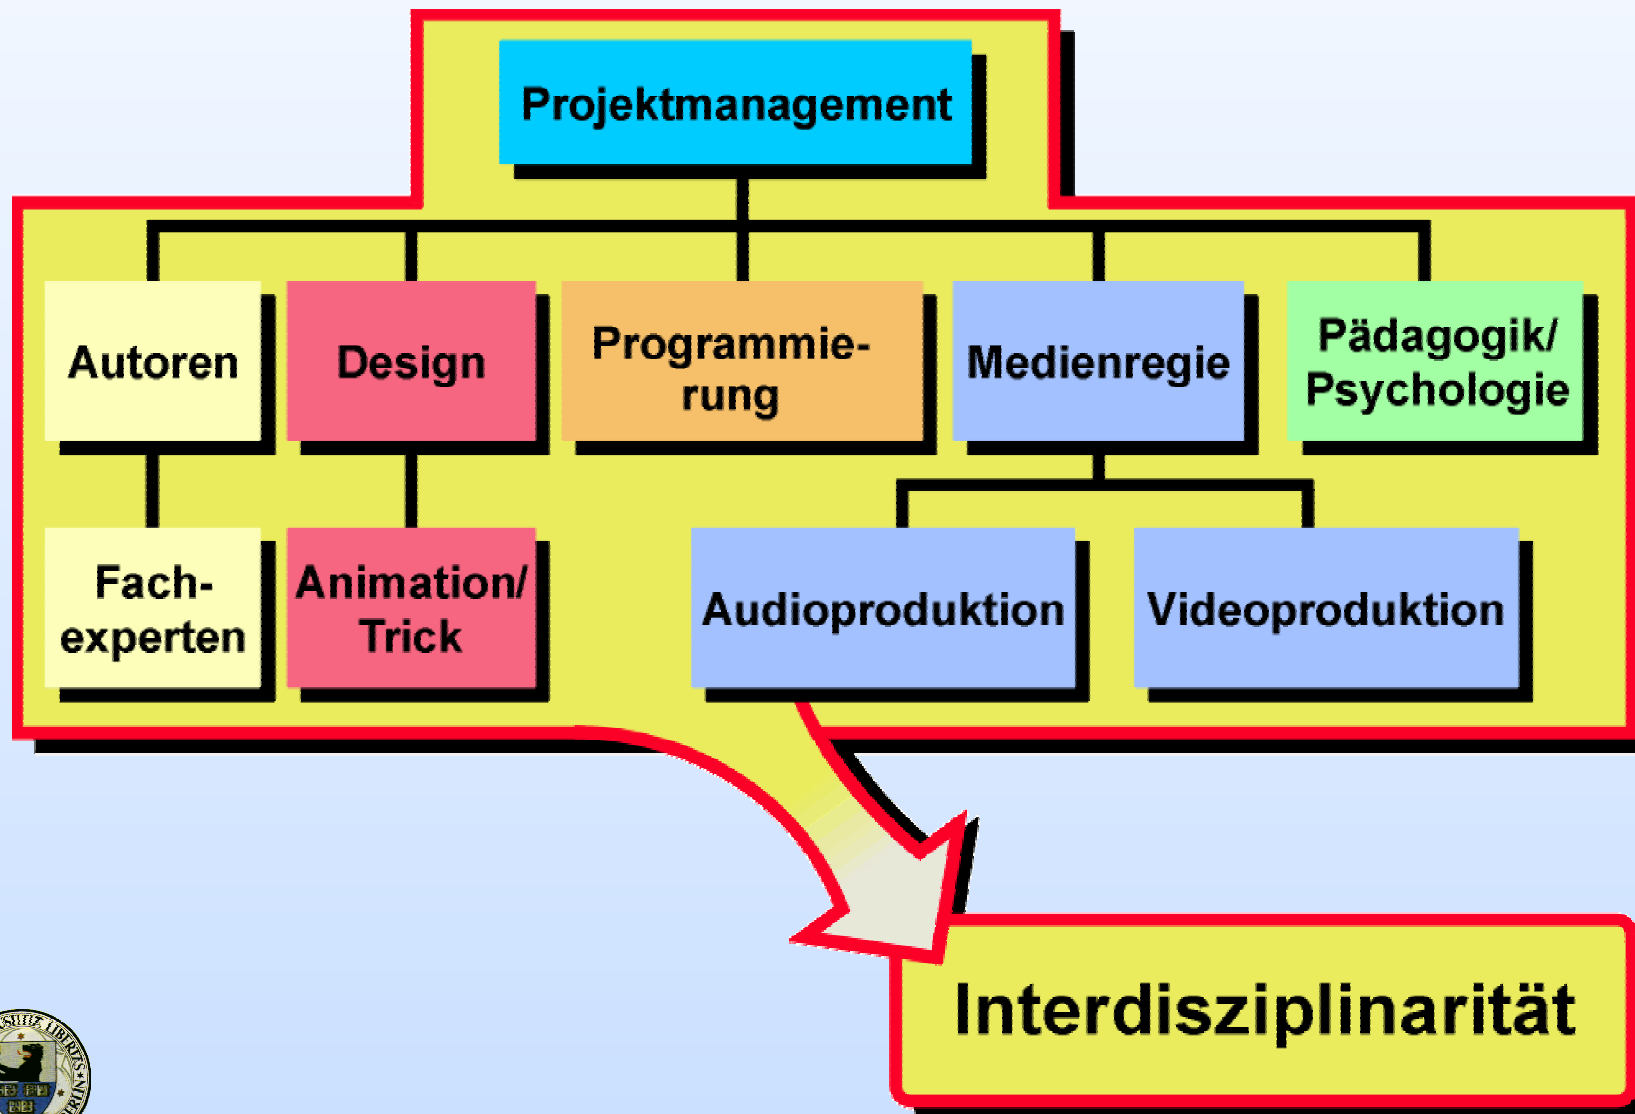 Projektmanagement
Autoren
Design
Programmie-
rung
Medienregie
Pädagogik/
Psychologie
Fach-
experten
Animation/
Trick
Audioproduktion
Videoproduktion
Interdisziplinarität